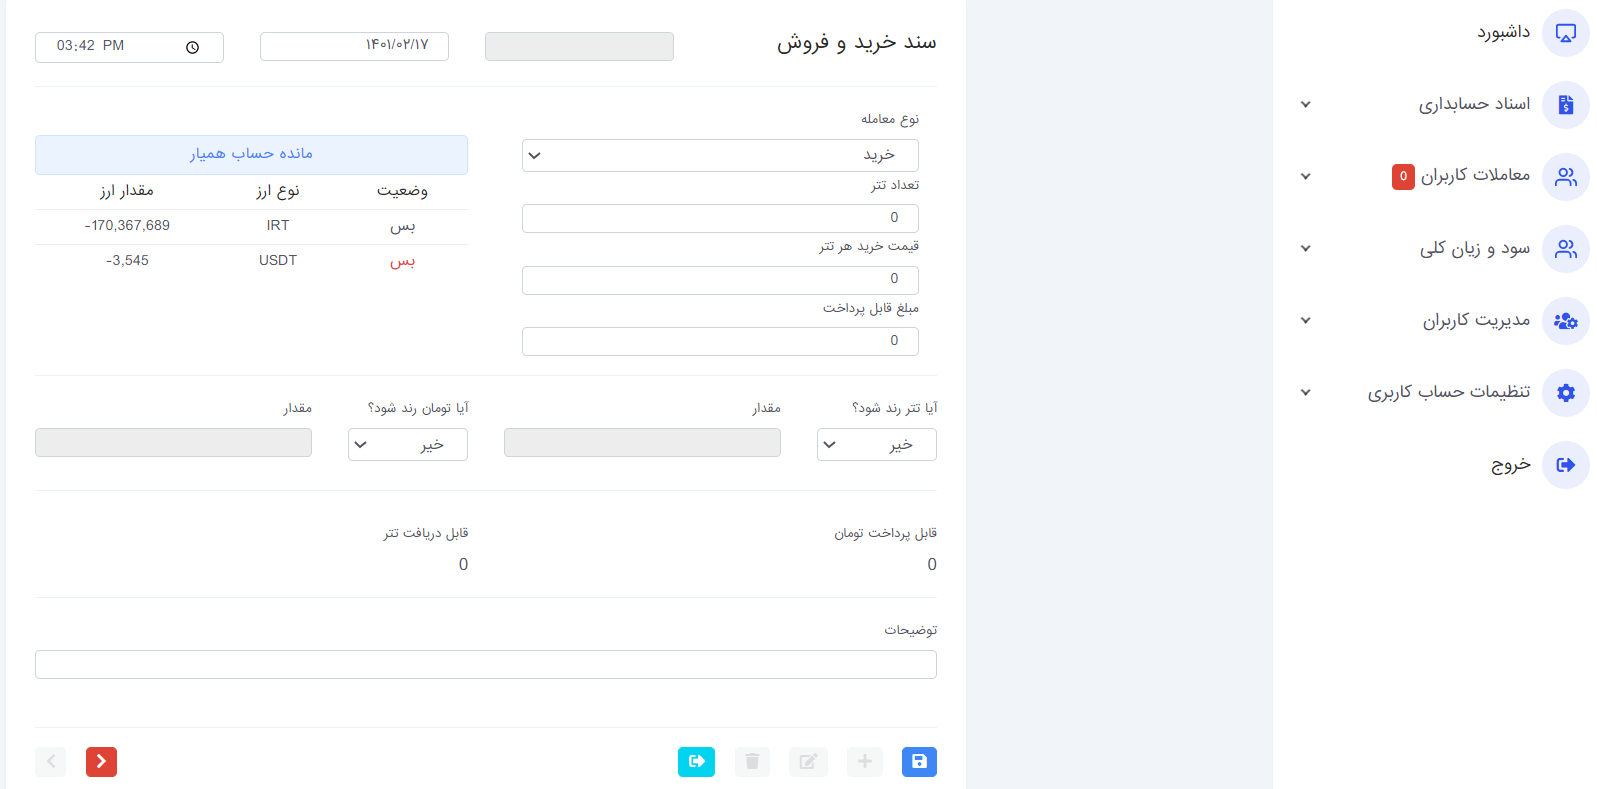 داشبورد
اسناد حسابداری
معاملات کاربران 0
سود و زیان کلی
مدیریت کاربران
تنظیمات حساب کاربری
خروج
سند خرید و فروش
۱۴۰۱/۰۲/۱۷
03:42 PM
نوع معامله
خرید
تعداد تتر
0
قیمت خرید هر تتر
0
مبلغ قابل پرداخت
0
مانده حساب همیار
وضعیت نوع ارز مقدار ارز
بس IRT -170,367,689
بس USDT -3,545
آیا تتر رند شود؟ مقدار آیا تومان رند شود؟ مقدار
خیر خیر
قابل پرداخت تومان قابل دریافت تتر
0 0
توضیحات